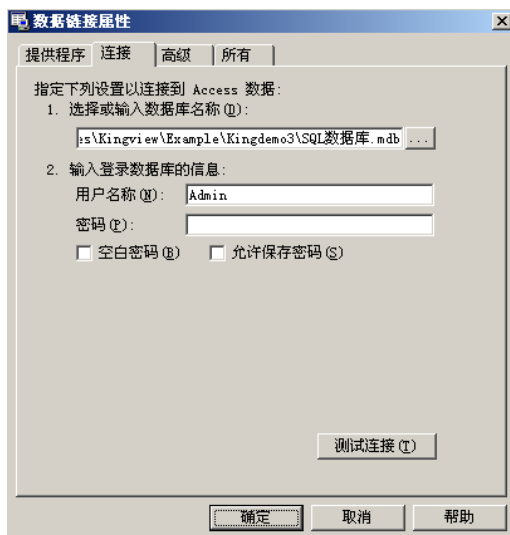 数据链接属性
提供程序 连接 高级 所有
指定下列设置以连接到 Access 数据:
1. 选择或输入数据库名称(D):
es\Kingview\Example\Kingdemo3\SQL数据库.mdb ...
2. 输入登录数据库的信息:
用户名称(N): Admin
密码(P):
空白密码(B) 允许保存密码(S)
测试连接(T)
确定 取消 帮助